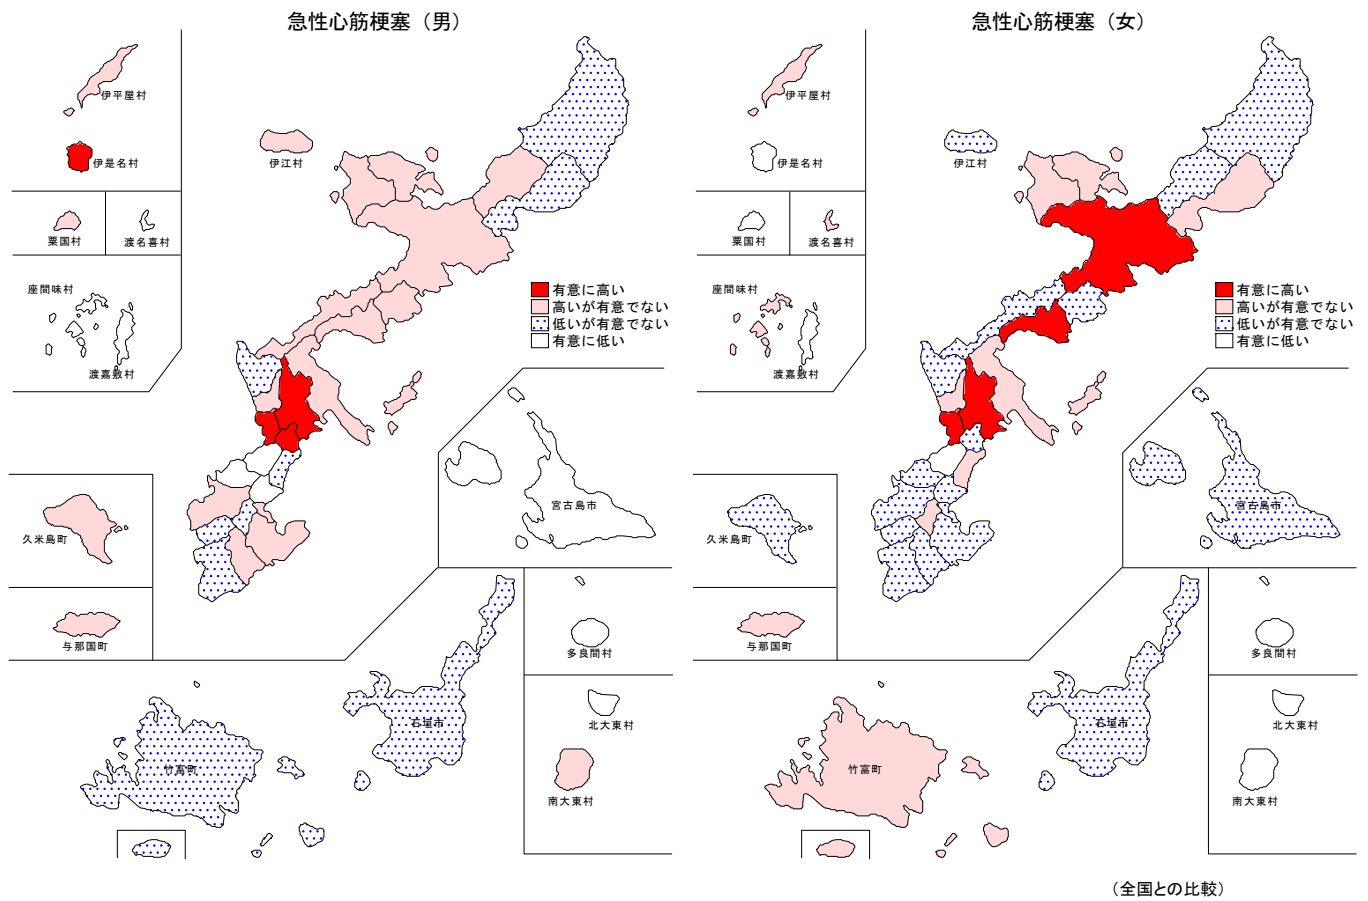 急性心筋梗塞（男）
伊平屋村
伊是名村
伊江村
粟国村
渡名喜村
座間味村
渡嘉敷村
有意に高い
高いが有意でない
低いが有意でない
有意に低い
久米島町
宮古島市
与那国町
多良間村
石垣市
北大東村
竹富町
南大東村
急性心筋梗塞（女）
伊平屋村
伊是名村
伊江村
粟国村
渡名喜村
座間味村
渡嘉敷村
有意に高い
高いが有意でない
低いが有意でない
有意に低い
久米島町
宮古島市
与那国町
多良間村
石垣市
北大東村
竹富町
南大東村
（全国との比較）